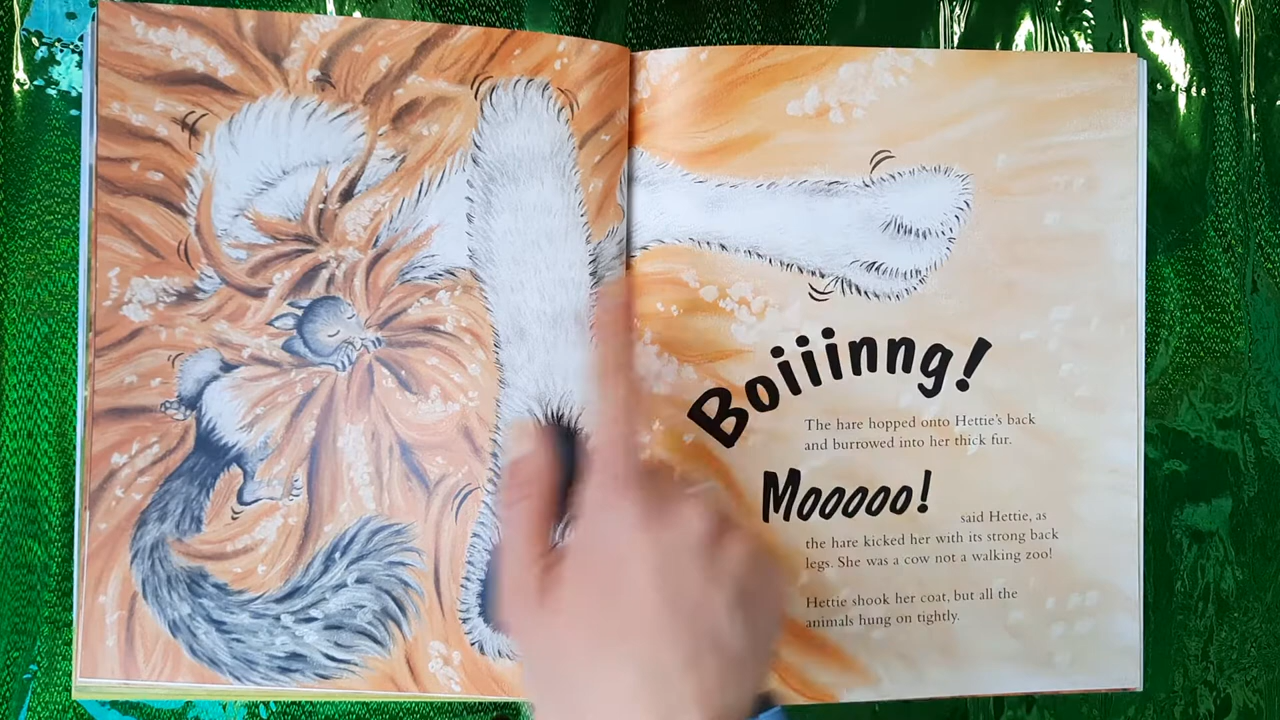 Boiiinng!
The hare hopped onto Hettie's back
and burrowed into her thick fur.
Mooooo!
said Hettie, as
the hare kicked her with its strong back
legs. She was a cow not a walking zoo!
Hettie shook her coat, but all the
animals hung on tightly.